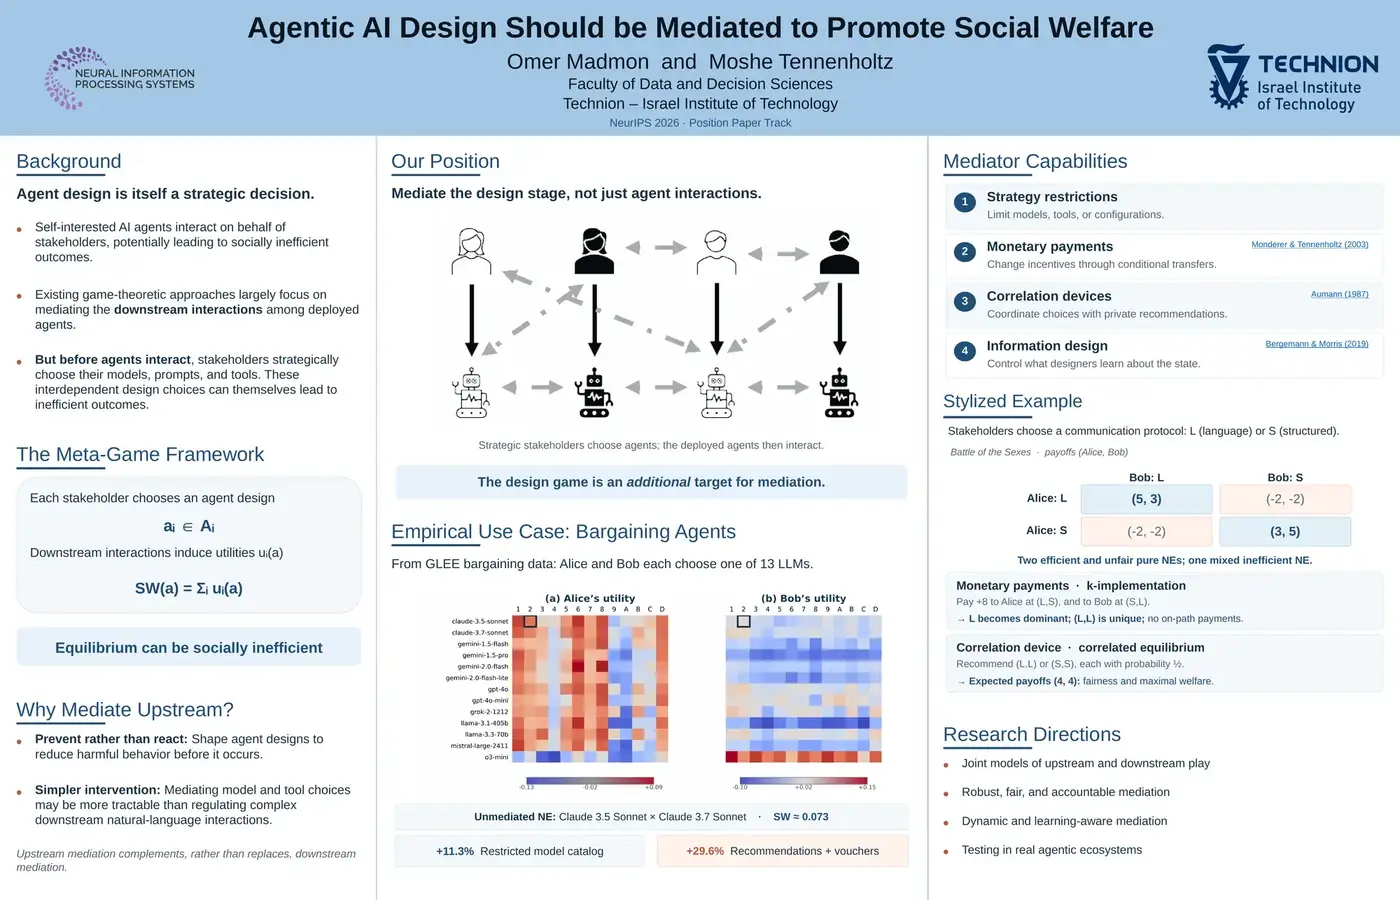 Agentic AI Design Should be Mediated to Promote Social Welfare
Omer Madmon and Moshe Tennenholtz
Faculty of Data and Decision Sciences
Technion – Israel Institute of Technology
NeurIPS 2026 · Position Paper Track
NEURAL INFORMATION
PROCESSING SYSTEMS
TECHNION
Israel Institute
of Technology
Background
Agent design is itself a strategic decision.
• Self-interested AI agents interact on behalf of
stakeholders, potentially leading to socially inefficient
outcomes.
• Existing game-theoretic approaches largely focus on
mediating the downstream interactions among deployed
agents.
• But before agents interact, stakeholders strategically
choose their models, prompts, and tools. These
interdependent design choices can themselves lead to
inefficient outcomes.
The Meta-Game Framework
Each stakeholder chooses an agent design
aᵢ ∈ Aᵢ
Downstream interactions induce utilities uᵢ(a)
SW(a) = Σᵢ uᵢ(a)
Equilibrium can be socially inefficient
Why Mediate Upstream?
• Prevent rather than react: Shape agent designs to
reduce harmful behavior before it occurs.
• Simpler intervention: Mediating model and tool choices
may be more tractable than regulating complex
downstream natural-language interactions.
Upstream mediation complements, rather than replaces, downstream
mediation.
Our Position
Mediate the design stage, not just agent interactions.
Strategic stakeholders choose agents; the deployed agents then interact.
The design game is an additional target for mediation.
Empirical Use Case: Bargaining Agents
From GLEE bargaining data: Alice and Bob each choose one of 13 LLMs.
(a) Alice's utility
1 2 3 4 5 6 7 8 9 A B C D
claude-3.5-sonnet
claude-3.7-sonnet
gemini-1.5-flash
gemini-1.5-pro
gemini-2.0-flash
gemini-2.0-flash-lite
gpt-4o
gpt-4o-mini
grok-2-1212
llama-3.1-405b
llama-3.3-70b
mistral-large-2411
o3-mini
-0.13 -0.02 +0.09
(b) Bob's utility
1 2 3 4 5 6 7 8 9 A B C D
-0.10 +0.02 +0.15
Unmediated NE: Claude 3.5 Sonnet × Claude 3.7 Sonnet · SW ≈ 0.073
+11.3% Restricted model catalog
+29.6% Recommendations + vouchers
Mediator Capabilities
1 Strategy restrictions
Limit models, tools, or configurations.
2 Monetary payments Monderer & Tennenholtz (2003)
Change incentives through conditional transfers.
3 Correlation devices Aumann (1987)
Coordinate choices with private recommendations.
4 Information design Bergemann & Morris (2019)
Control what designers learn about the state.
Stylized Example
Stakeholders choose a communication protocol: L (language) or S (structured).
Battle of the Sexes · payoffs (Alice, Bob)
Bob: L Bob: S
Alice: L (5, 3) (-2, -2)
Alice: S (-2, -2) (3, 5)
Two efficient and unfair pure NEs; one mixed inefficient NE.
Monetary payments · k-implementation
Pay +8 to Alice at (L,S), and to Bob at (S,L).
→ L becomes dominant; (L,L) is unique; no on-path payments.
Correlation device · correlated equilibrium
Recommend (L,L) or (S,S), each with probability ½.
→ Expected payoffs (4, 4): fairness and maximal welfare.
Research Directions
• Joint models of upstream and downstream play
• Robust, fair, and accountable mediation
• Dynamic and learning-aware mediation
• Testing in real agentic ecosystems